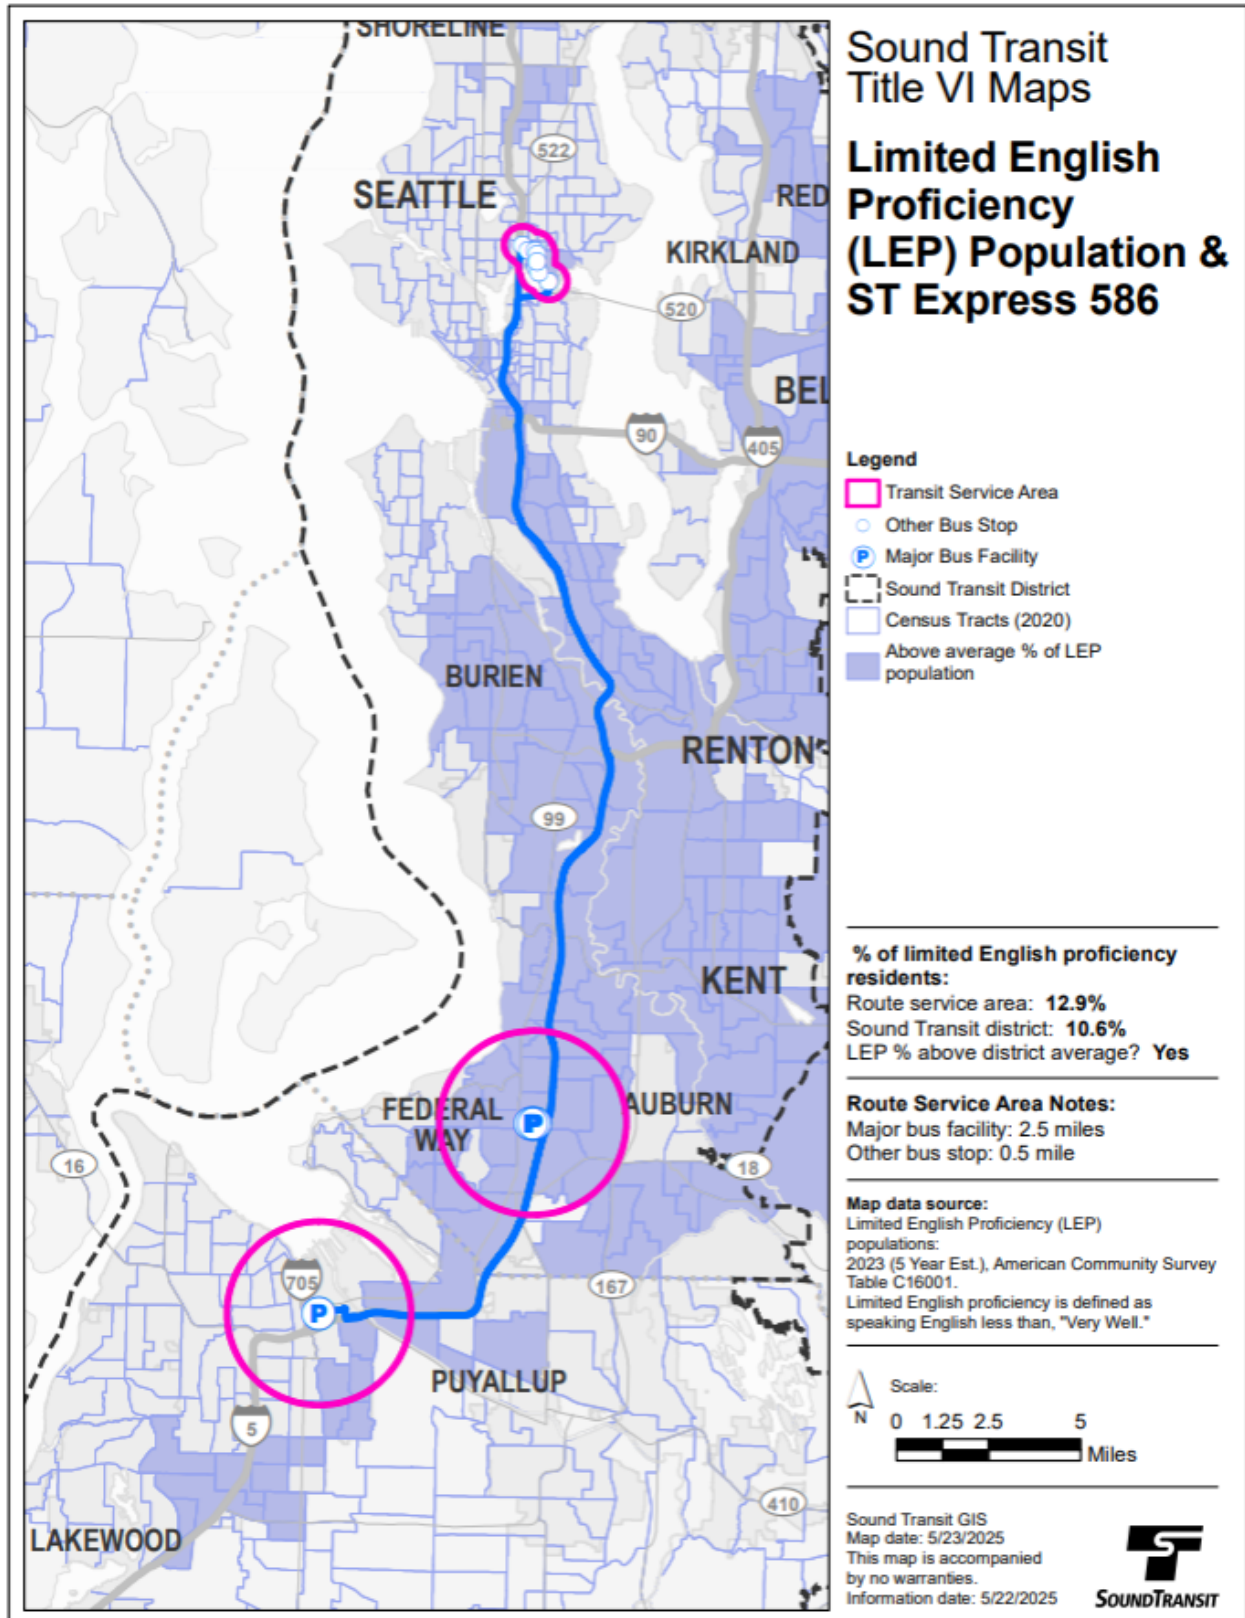 Sound Transit
Title VI Maps
Limited English
Proficiency
(LEP) Population &
ST Express 586
Legend
Transit Service Area
Other Bus Stop
P
Major Bus Facility
Sound Transit District
Census Tracts (2020)
Above average % of LEP
population
% of limited English proficiency
residents:
Route service area: 12.9%
Sound Transit district: 10.6%
LEP % above district average? Yes
Route Service Area Notes:
Major bus facility: 2.5 miles
Other bus stop: 0.5 mile
Map data source:
Limited English Proficiency (LEP)
populations:
2023 (5 Year Est.), American Community Survey
Table C16001.
Limited English proficiency is defined as
speaking English less than, "Very Well."
N
Scale:
0 1.25 2.5 5
Miles
Sound Transit GIS
Map date: 5/23/2025
This map is accompanied
by no warranties.
Information date: 5/22/2025
SOUNDTRANSIT
SHORELINE
522
SEATTLE
RED
KIRKLAND
520
BEL
90
405
BURIEN
RENTON
99
KENT
FEDERAL
WAY
P
AUBURN
16
18
705
167
P
PUYALLUP
5
410
LAKEWOOD